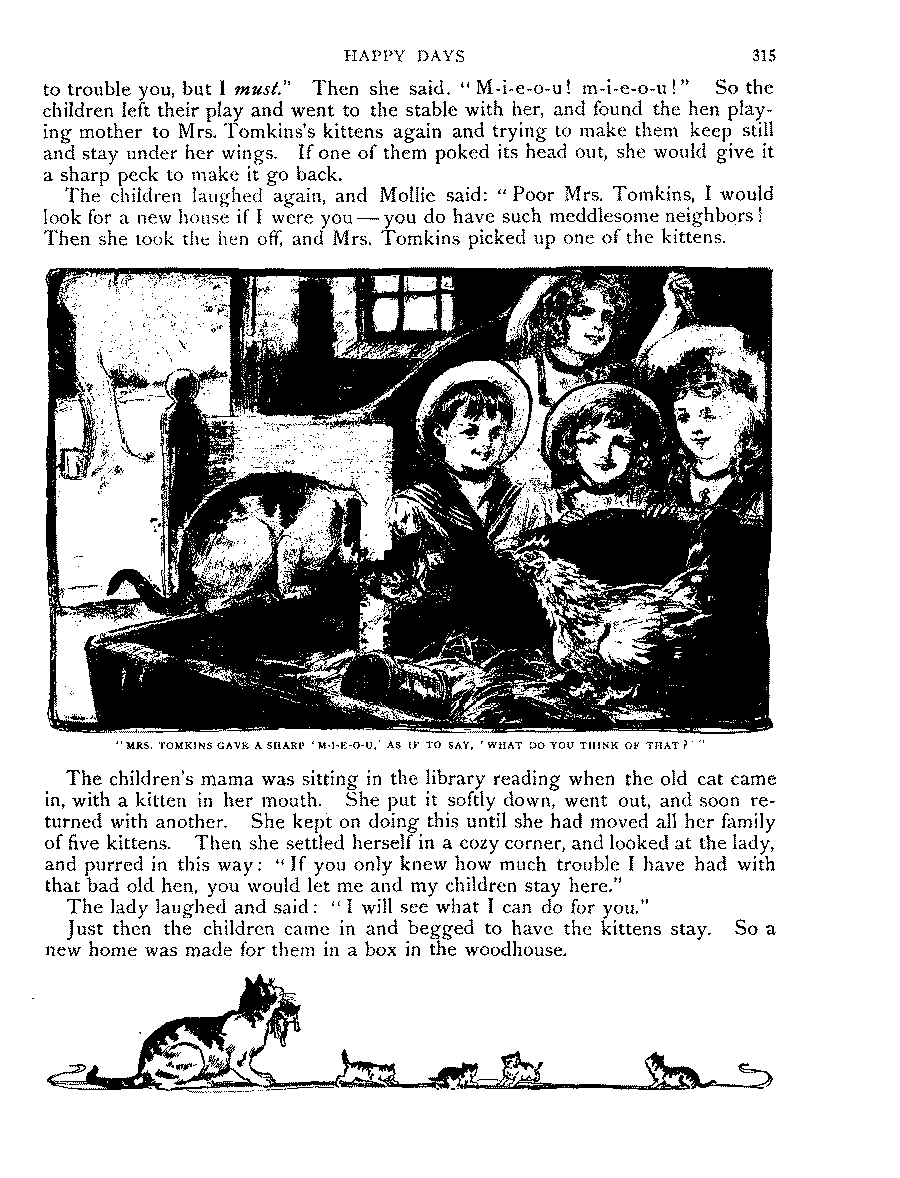 HAPPY DAYS 315
to trouble you, but I must." Then she said. "M-i-e-o-u! m-i-e-o-u!" So the
children left their play and went to the stable with her, and found the hen play-
ing mother to Mrs. Tomkins's kittens again and trying to make them keep still
and stay under her wings. If one of them poked its head out, she would give it
a sharp peck to make it go back.
The children laughed again, and Mollie said: "Poor Mrs. Tomkins, I would
look for a new house if I were you — you do have such meddlesome neighbors!
Then she took the hen off, and Mrs. Tomkins picked up one of the kittens.
"MRS. TOMKINS GAVE A SHARP 'M-I-E-O-U,' AS IF TO SAY, 'WHAT DO YOU THINK OF THAT?'"
The children's mama was sitting in the library reading when the old cat came
in, with a kitten in her mouth. She put it softly down, went out, and soon re-
turned with another. She kept on doing this until she had moved all her family
of five kittens. Then she settled herself in a cozy corner, and looked at the lady,
and purred in this way: "If you only knew how much trouble I have had with
that bad old hen, you would let me and my children stay here."
The lady laughed and said: "I will see what I can do for you."
Just then the children came in and begged to have the kittens stay. So a
new home was made for them in a box in the woodhouse.